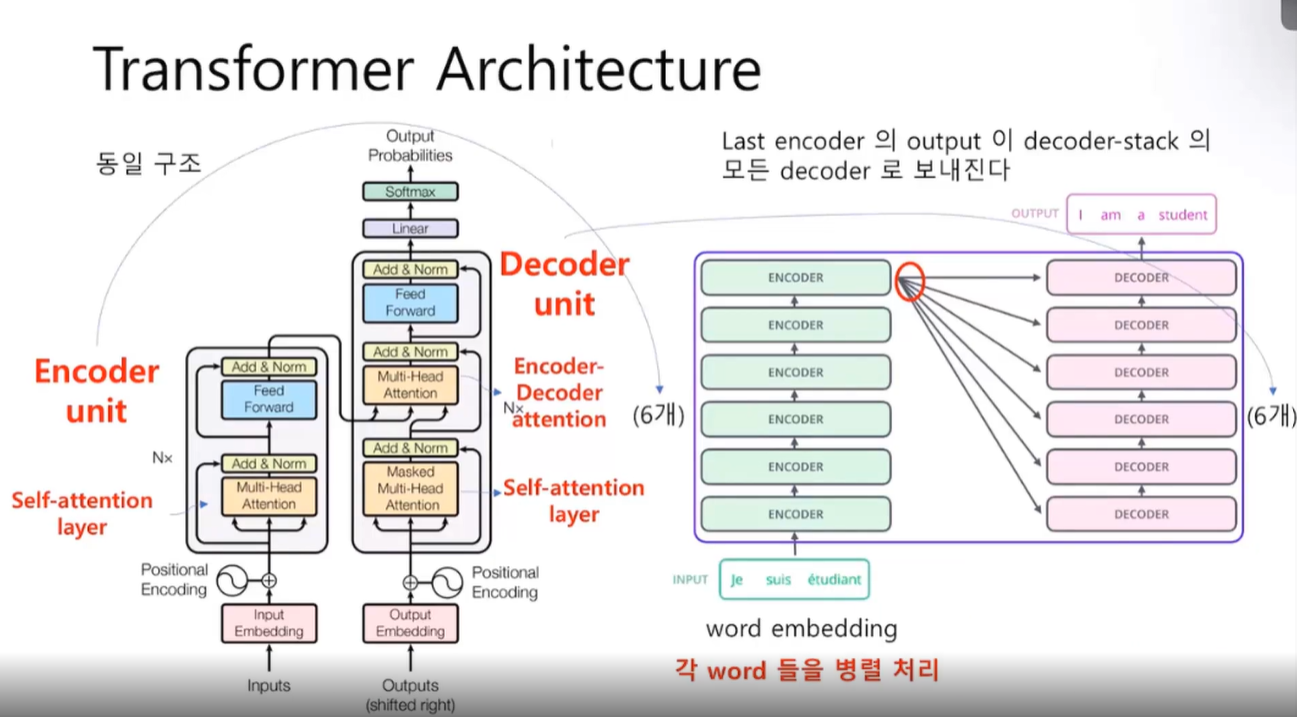 Transformer Architecture
동일 구조
Output
Probabilities
Softmax
Linear
Add & Norm
Feed
Forward
Add & Norm
Multi-Head
Attention
Add & Norm
Masked
Multi-Head
Attention
Nx
Decoder
unit
Encoder-
Decoder
attention
Self-attention
layer
Encoder
unit
Add & Norm
Feed
Forward
Nx
Add & Norm
Multi-Head
Attention
Self-attention
layer
Positional
Encoding
Positional
Encoding
Input
Embedding
Output
Embedding
Inputs
Outputs
(shifted right)
Last encoder 의 output 이 decoder-stack 의
모든 decoder 로 보내진다
OUTPUT
I am a student
ENCODER
ENCODER
ENCODER
ENCODER
ENCODER
ENCODER
(6개)
DECODER
DECODER
DECODER
DECODER
DECODER
DECODER
(6개)
INPUT
Je suis étudiant
word embedding
각 word 들을 병렬 처리